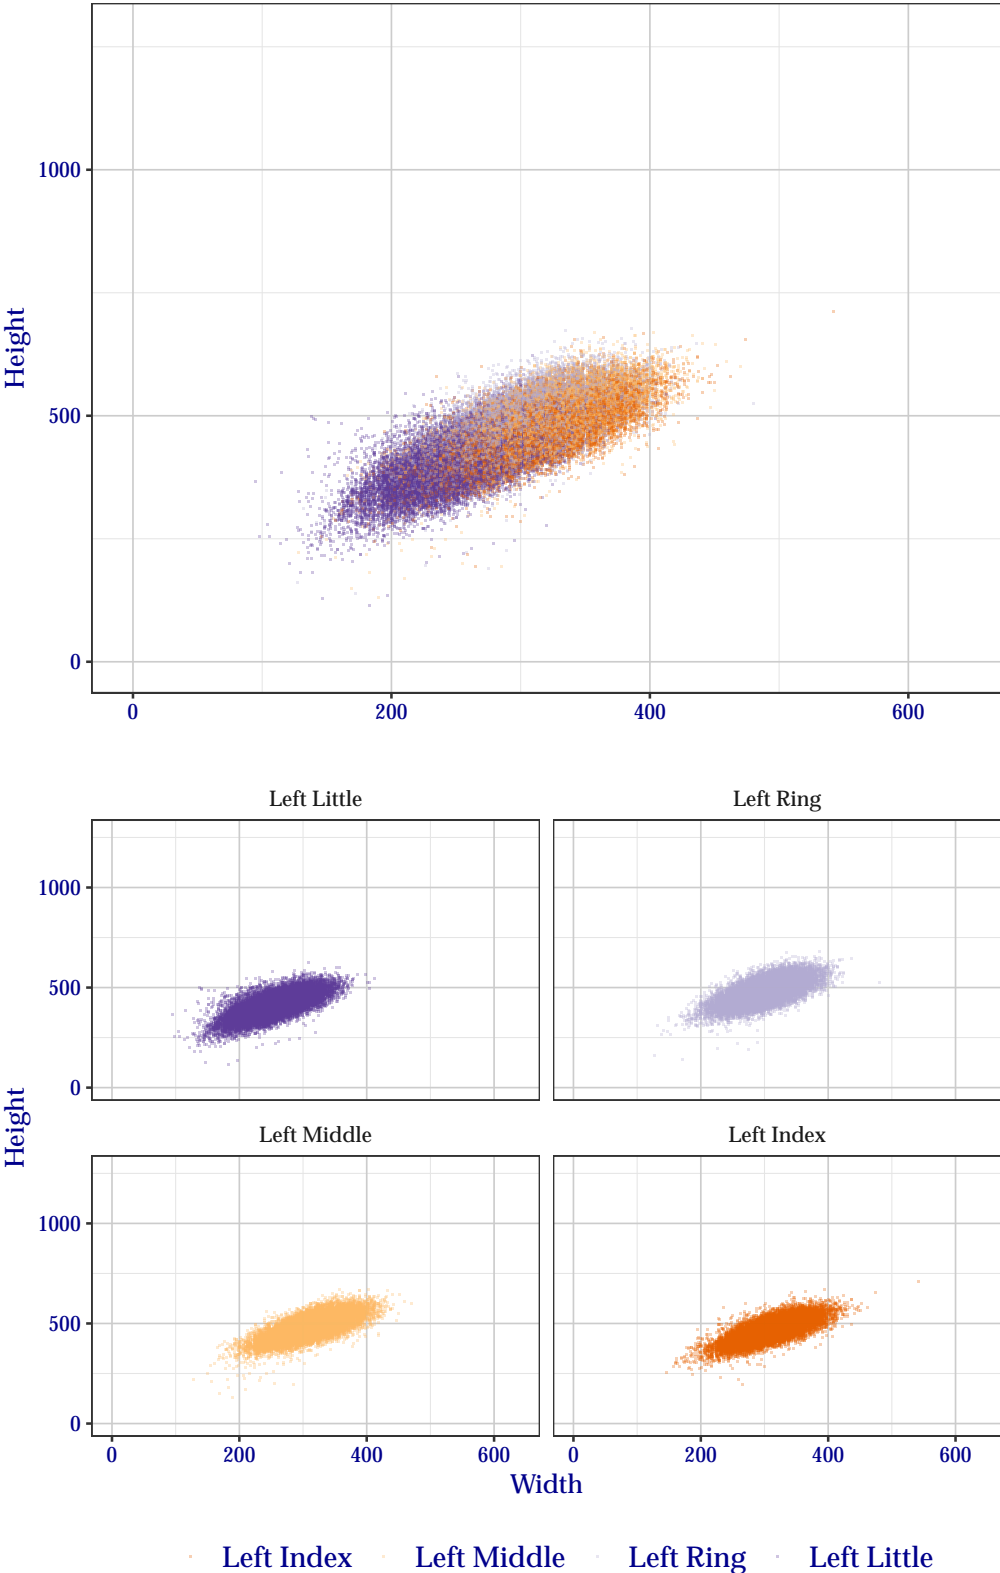 1000
Height
500
0
0 200 400 600
Left Little Left Ring
1000
500
0
Height
Left Middle Left Index
1000
500
0
0 200 400 600 0 200 400 600
Width
Left Index Left Middle Left Ring Left Little